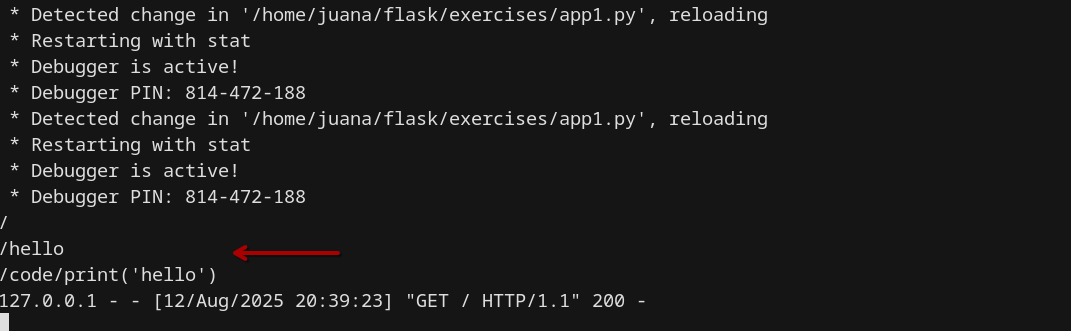 * Detected change in '/home/juana/flask/exercises/app1.py', reloading
* Restarting with stat
* Debugger is active!
* Debugger PIN: 814-472-188
* Detected change in '/home/juana/flask/exercises/app1.py', reloading
* Restarting with stat
* Debugger is active!
* Debugger PIN: 814-472-188
/
/hello
/code/print('hello')
127.0.0.1 - - [12/Aug/2025 20:39:23] "GET / HTTP/1.1" 200 -